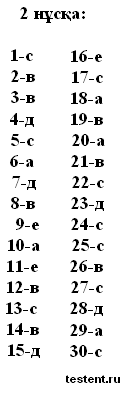 2 нұсқа:
1-с
2-в
3-в
4-д
5-с
6-а
7-д
8-в
9-е
10-а
11-е
12-в
13-с
14-в
15-д
16-е
17-с
18-а
19-в
20-а
21-в
22-с
23-д
24-с
25-с
26-в
27-с
28-д
29-а
30-с
testent.ru